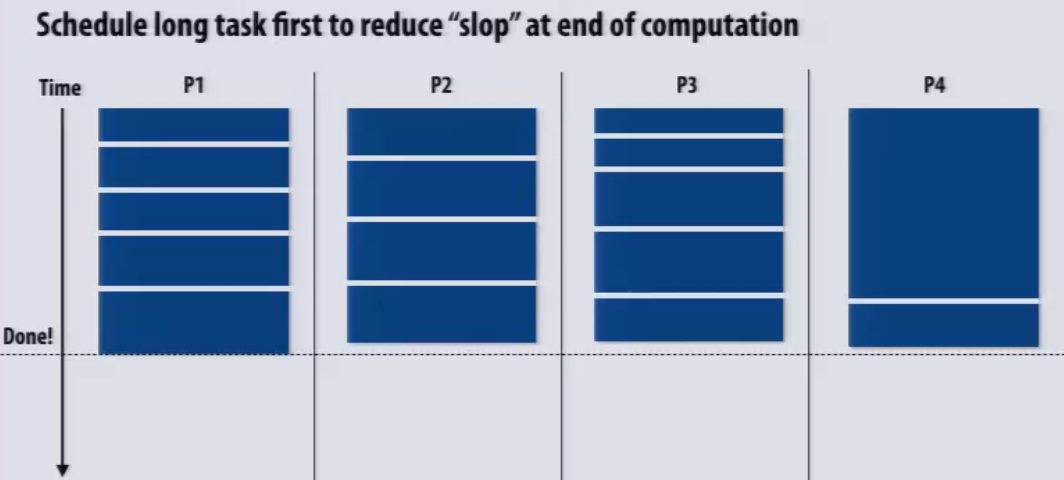 Schedule long task first to reduce “slop” at end of computation
Time P1 P2 P3 P4
Done!